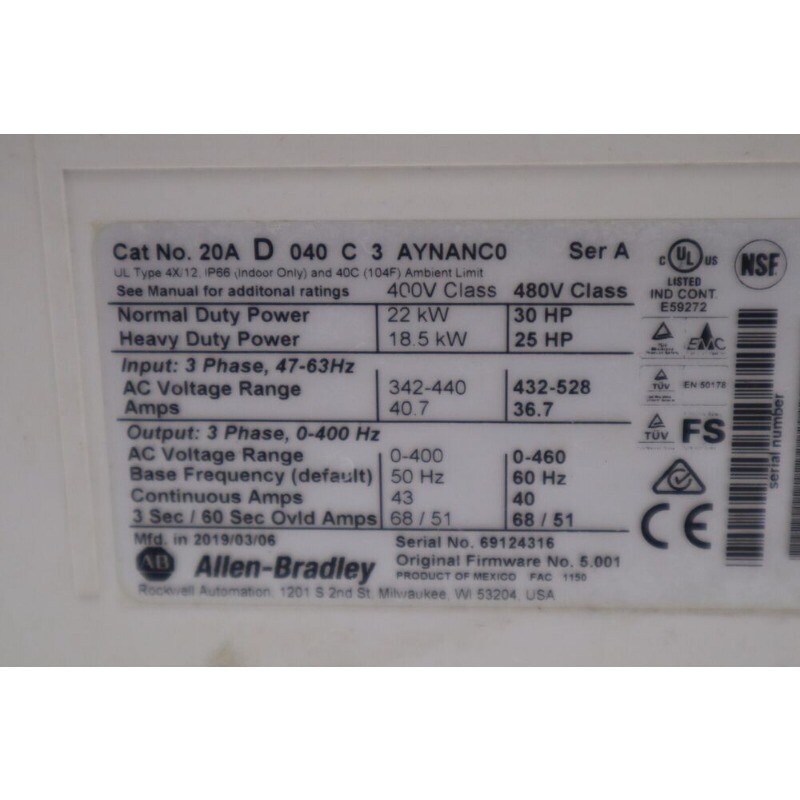 Cat No. 20A D 040 C 3 AYNANC0 Ser A
UL Type 4X/12, IP66 (Indoor Only) and 40C (104F) Ambient Limit
See Manual for additonal ratings 400V Class 480V Class
Normal Duty Power 22 kW 30 HP
Heavy Duty Power 18.5 kW 25 HP
Input: 3 Phase, 47-63Hz
AC Voltage Range 342-440 432-528
Amps 40.7 36.7
Output: 3 Phase, 0-400 Hz
AC Voltage Range 0-400 0-460
Base Frequency (default) 50 Hz 60 Hz
Continuous Amps 43 40
3 Sec / 60 Sec Ovld Amps 68 / 51 68 / 51
Mfd. in 2019/03/06 Serial No. 69124316
AB Allen-Bradley Original Firmware No. 5.001
PRODUCT OF MEXICO FAC 1150
Rockwell Automation, 1201 S 2nd St. Milwaukee, WI 53204 USA
C UL US
LISTED
IND CONT
E59272
NSF
EMC
TÜV EN 50178
TÜV FS
CE
serial number